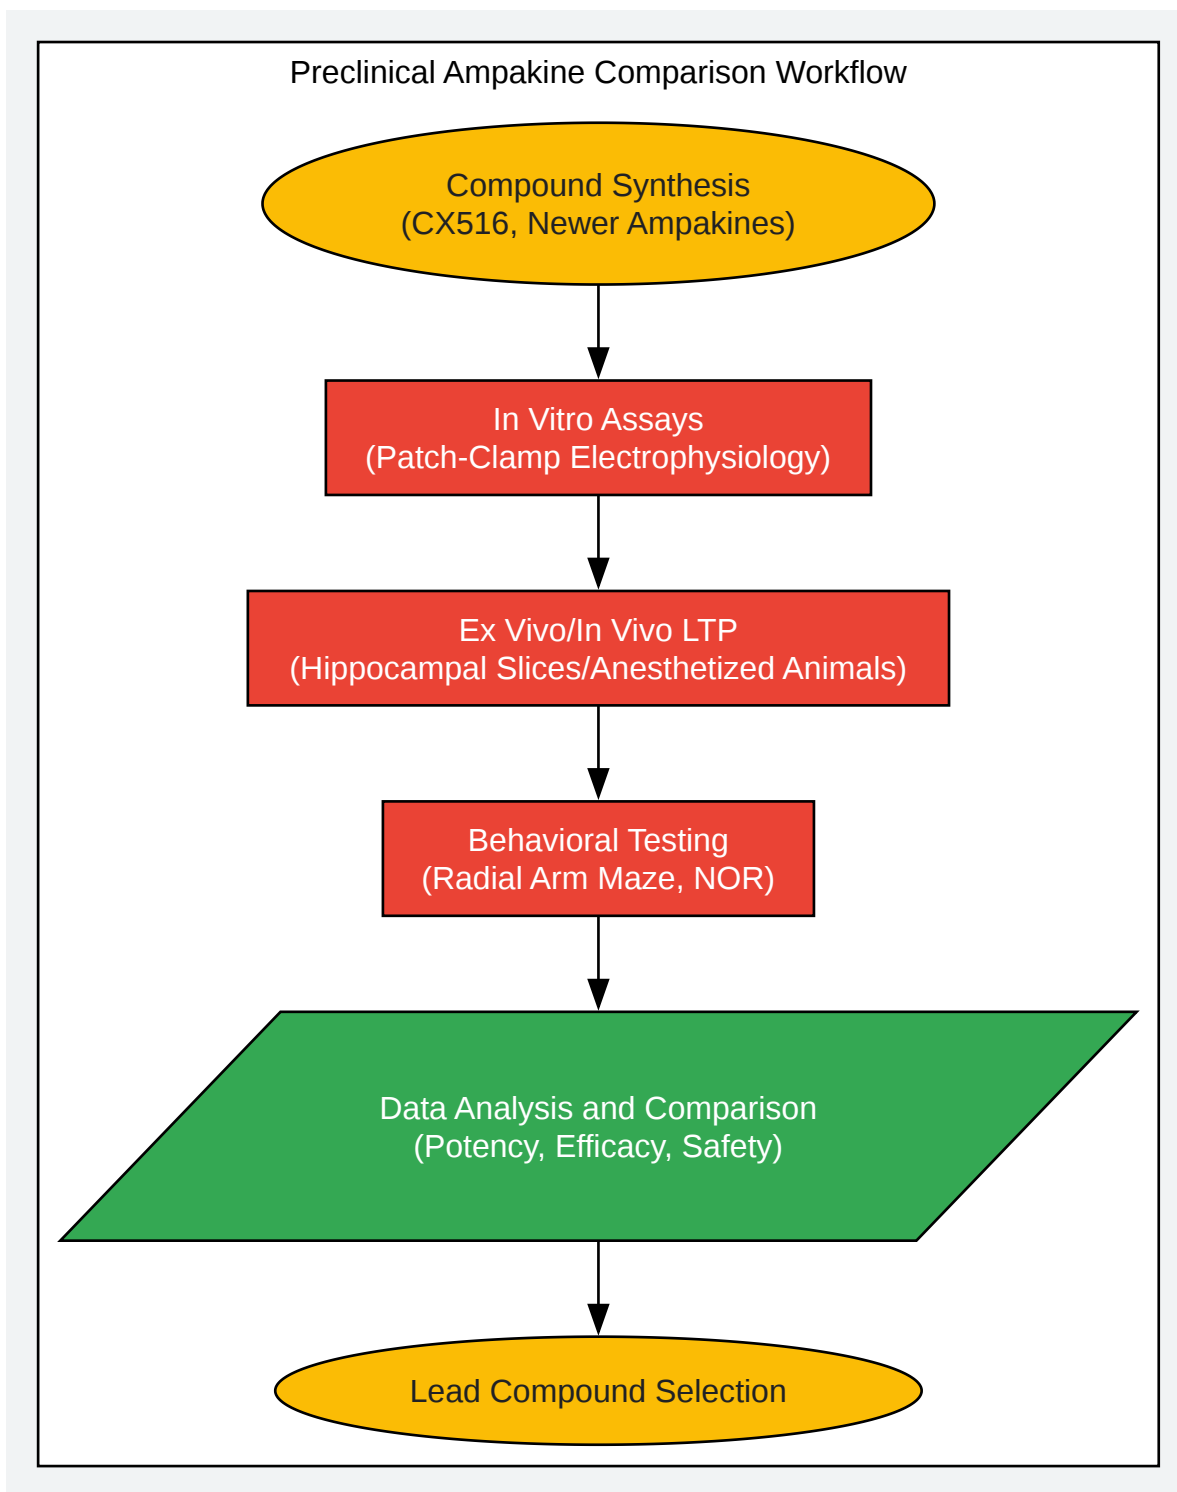 Preclinical Ampakine Comparison Workflow
Compound Synthesis
(CX516, Newer Ampakines)
In Vitro Assays
(Patch-Clamp Electrophysiology)
Ex Vivo/In Vivo LTP
(Hippocampal Slices/Anesthetized Animals)
Behavioral Testing
(Radial Arm Maze, NOR)
Data Analysis and Comparison
(Potency, Efficacy, Safety)
Lead Compound Selection